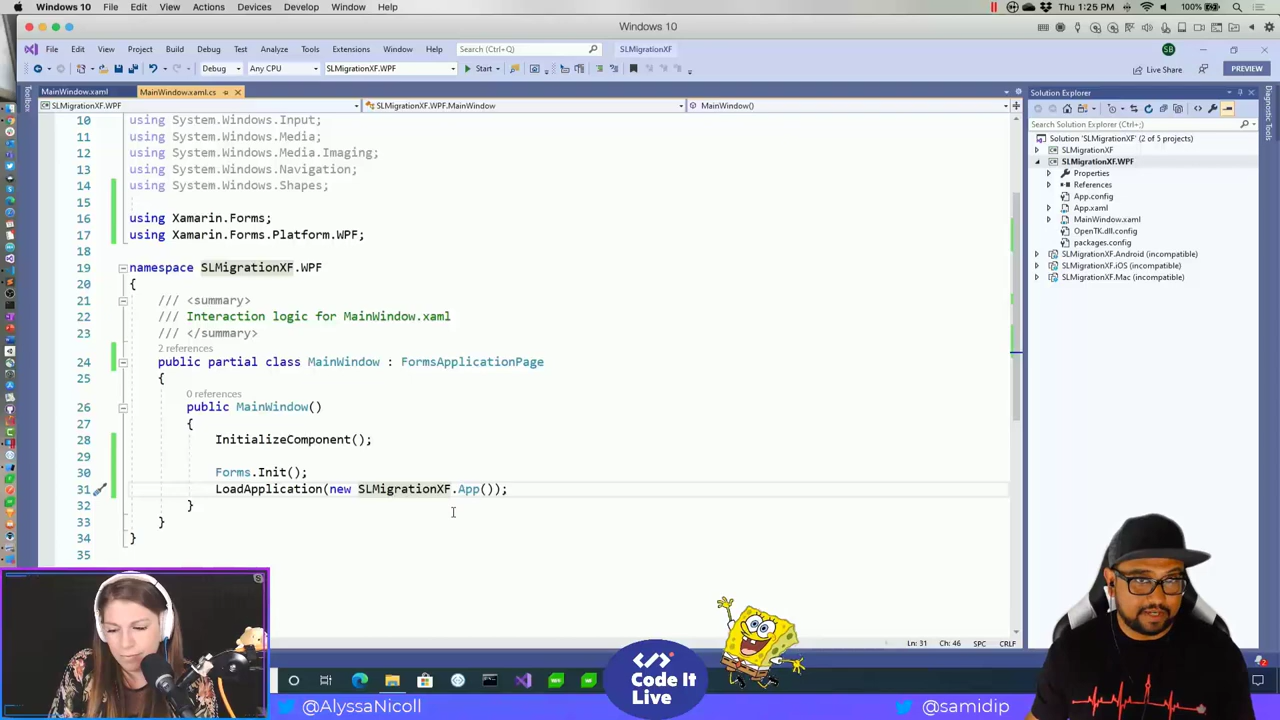 Windows 10 File Edit View Actions Devices Develop Window Help
100% Thu 1:25 PM
Windows 10
File Edit View Project Build Debug Test Analyze Tools Extensions Window Help Search (Ctrl+Q) SLMigrationXF SB
Debug Any CPU SLMigrationXF.WPF Start Live Share PREVIEW
Toolbox
MainWindow.xaml MainWindow.xaml.cs
SLMigrationXF.WPF SLMigrationXF.WPF.MainWindow MainWindow()
10 using System.Windows.Input;
11 using System.Windows.Media;
12 using System.Windows.Media.Imaging;
13 using System.Windows.Navigation;
14 using System.Windows.Shapes;
15
16 using Xamarin.Forms;
17 using Xamarin.Forms.Platform.WPF;
18
19 namespace SLMigrationXF.WPF
20 {
21 /// <summary>
22 /// Interaction logic for MainWindow.xaml
23 /// </summary>
2 references
24 public partial class MainWindow : FormsApplicationPage
25 {
0 references
26 public MainWindow()
27 {
28 InitializeComponent();
29
30 Forms.Init();
31 LoadApplication(new SLMigrationXF.App());
32 }
33 }
34 }
35
Ln: 31 Ch: 46 SPC CRLF
Solution Explorer
Search Solution Explorer (Ctrl+;)
Solution 'SLMigrationXF' (2 of 5 projects)
SLMigrationXF
SLMigrationXF.WPF
Properties
References
App.config
App.xaml
MainWindow.xaml
OpenTK.dll.config
packages.config
SLMigrationXF.Android (incompatible)
SLMigrationXF.iOS (incompatible)
SLMigrationXF.Mac (incompatible)
Diagnostic Tools
Code It
Live
@AlyssaNicoll
@samidip